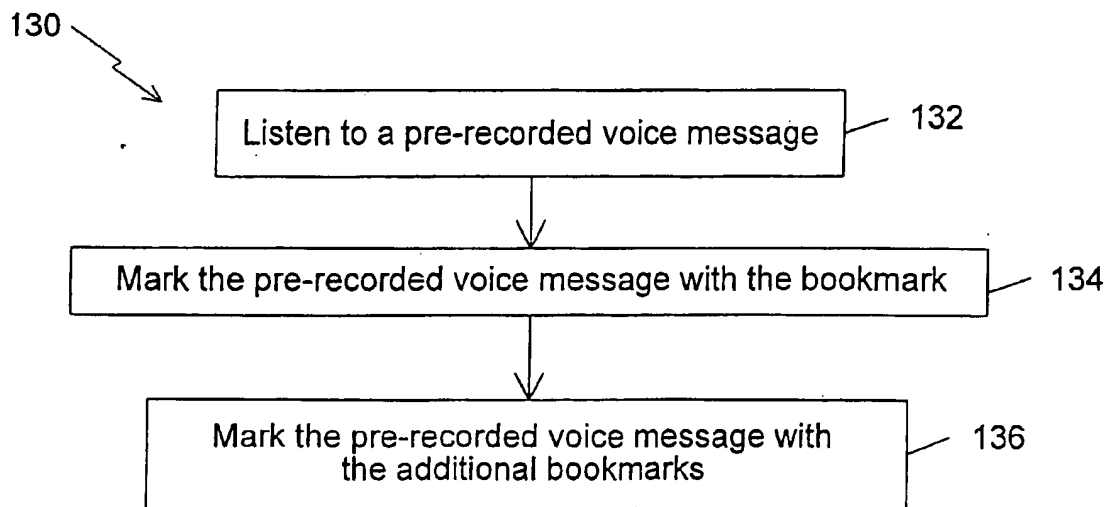 130
Listen to a pre-recorded voice message
132
Mark the pre-recorded voice message with the bookmark
134
Mark the pre-recorded voice message with
the additional bookmarks
136